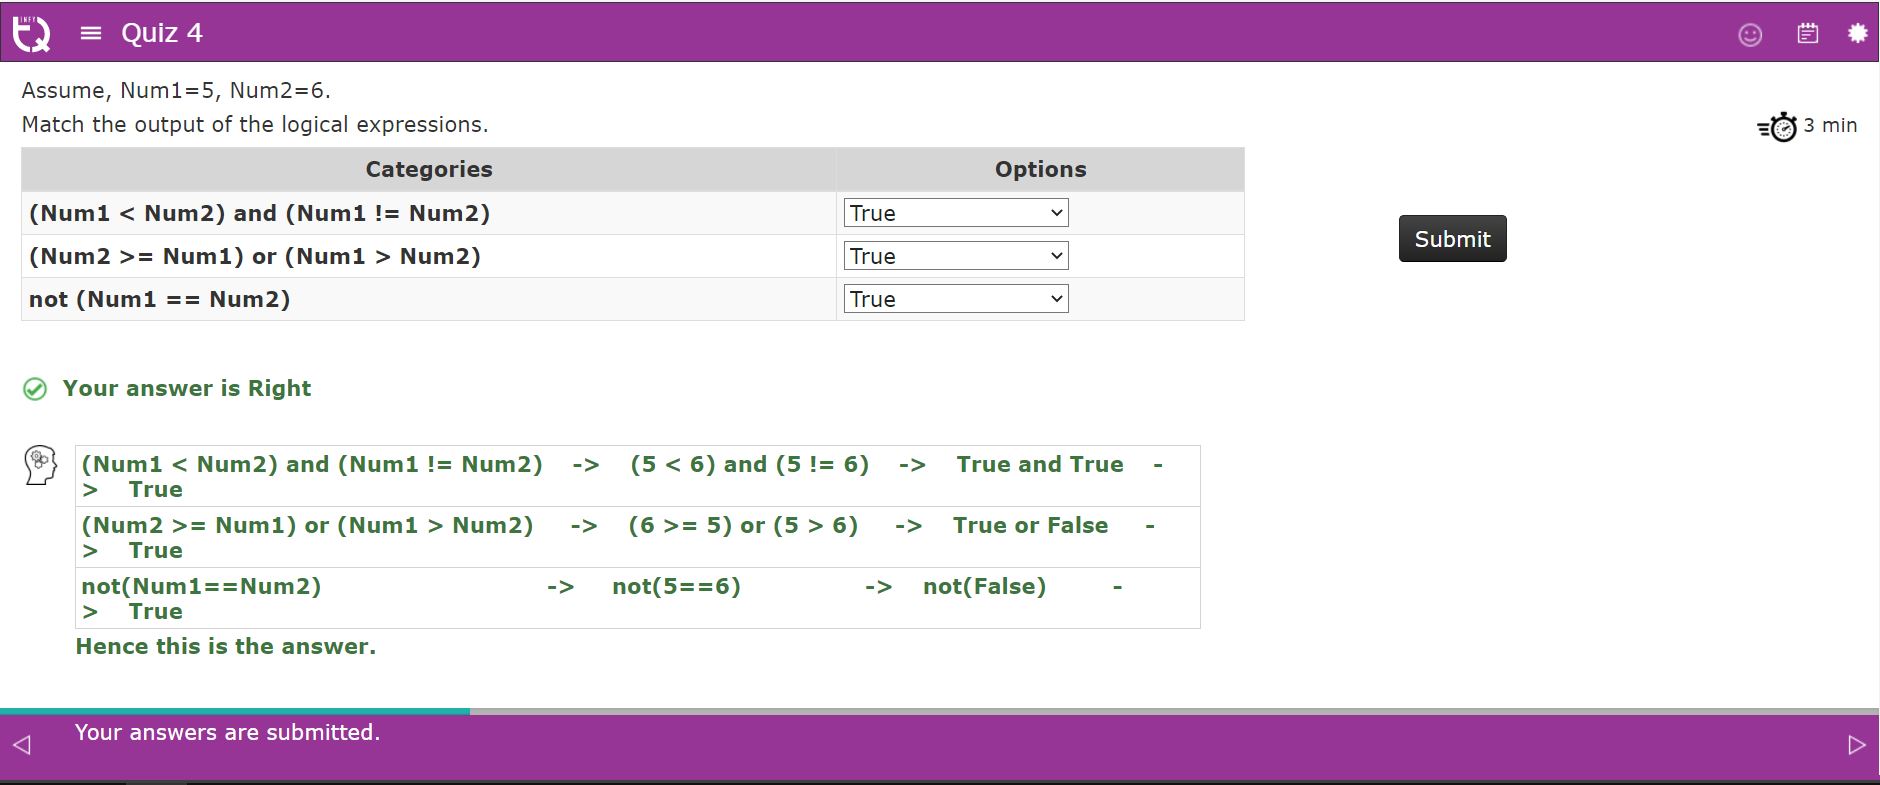 INFY
TQ
Quiz 4
Assume, Num1=5, Num2=6.
Match the output of the logical expressions.
3 min
Categories Options
(Num1 < Num2) and (Num1 != Num2) True
(Num2 >= Num1) or (Num1 > Num2) True
not (Num1 == Num2) True
Submit
Your answer is Right
(Num1 < Num2) and (Num1 != Num2) -> (5 < 6) and (5 != 6) -> True and True -
> True
(Num2 >= Num1) or (Num1 > Num2) -> (6 >= 5) or (5 > 6) -> True or False -
> True
not(Num1==Num2) -> not(5==6) -> not(False) -
> True
Hence this is the answer.
Your answers are submitted.